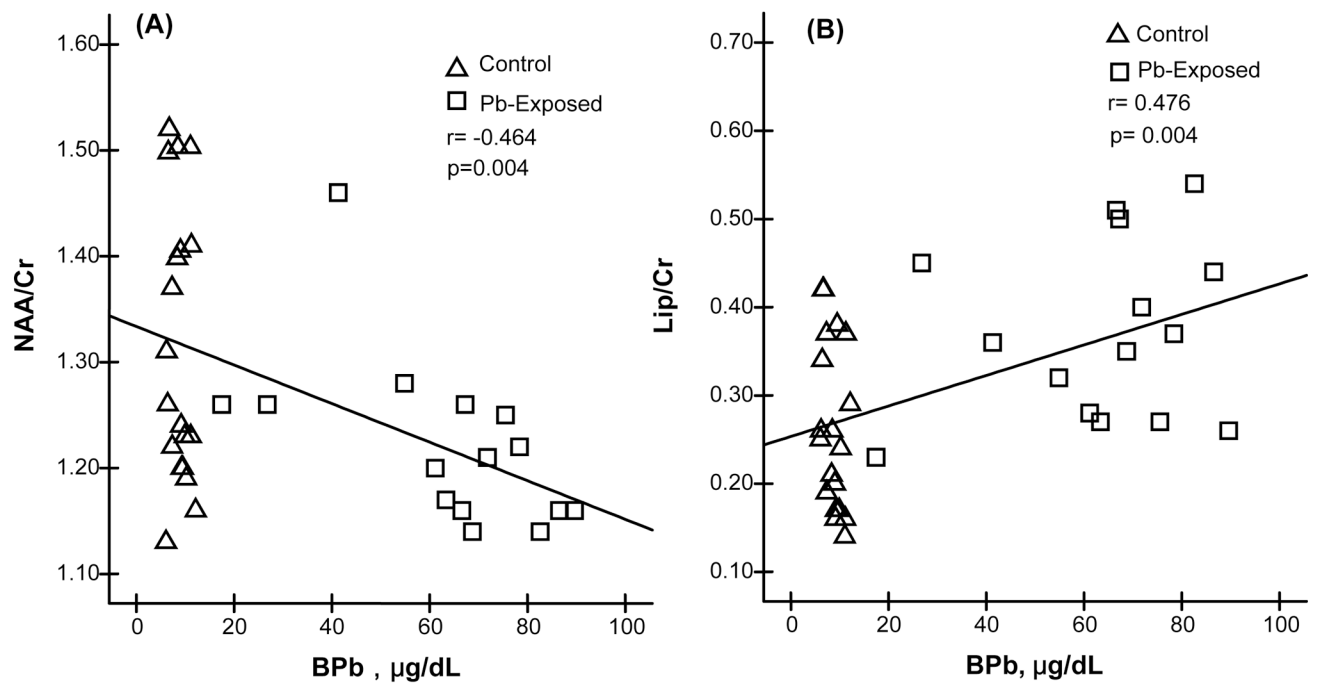 (A)
Control
Pb-Exposed
r= -0.464
p=0.004
1.60
1.50
1.40
1.30
1.20
1.10
NAA/Cr
0 20 40 60 80 100
BPb , µg/dL
(B)
Control
Pb-Exposed
r= 0.476
p= 0.004
0.70
0.60
0.50
0.40
0.30
0.20
0.10
Lip/Cr
0 20 40 60 80 100
BPb, µg/dL